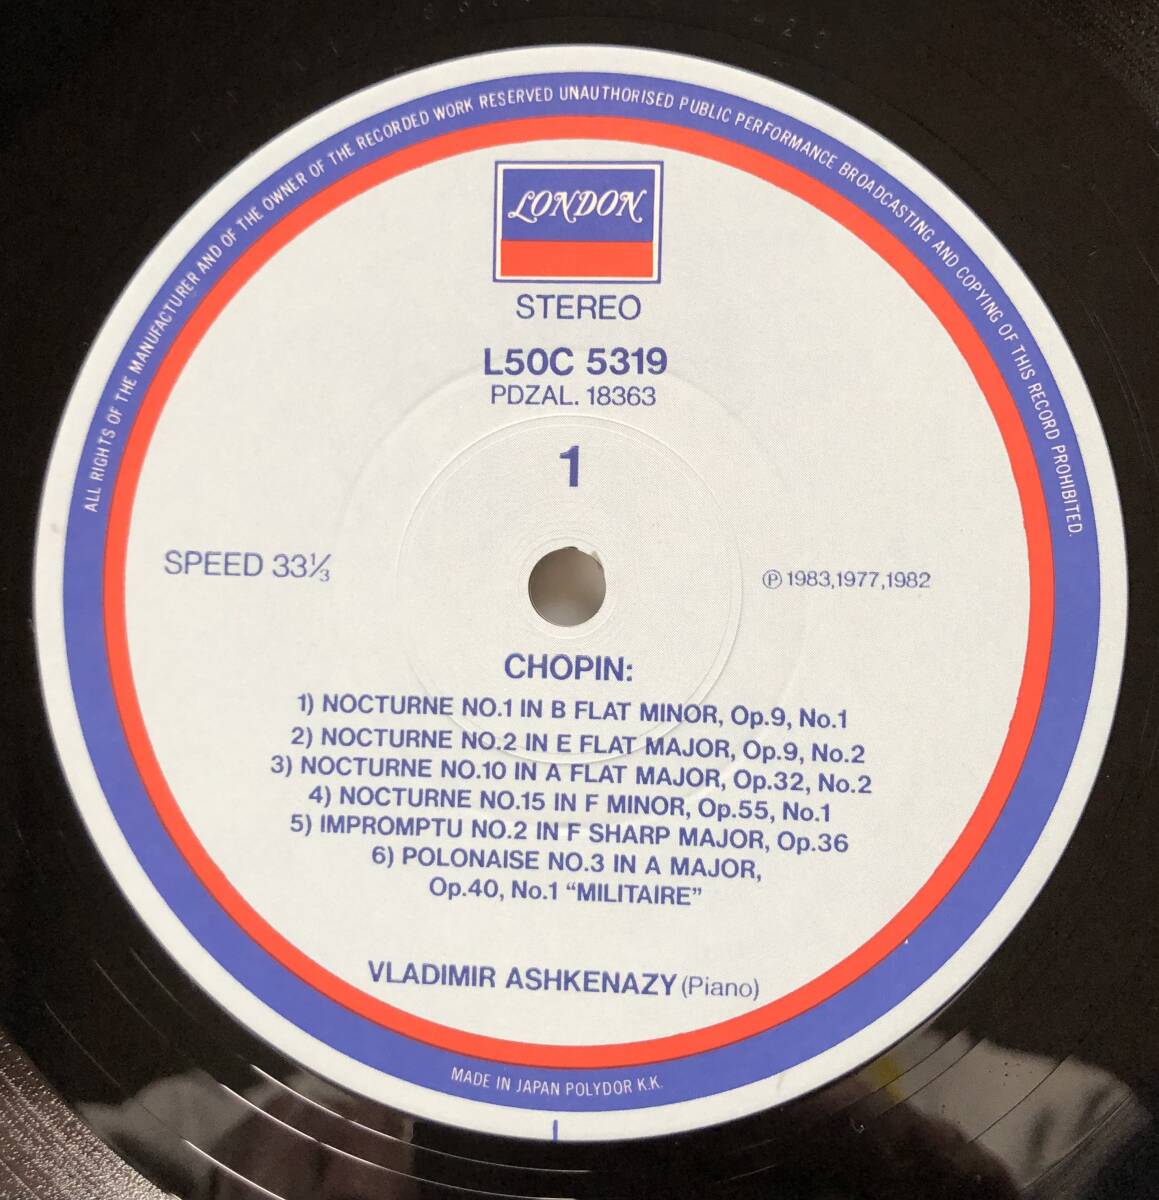 ALL RIGHTS OF THE MANUFACTURER AND OF THE OWNER OF THE RECORDED WORK RESERVED UNAUTHORISED PUBLIC PERFORMANCE BROADCASTING AND COPYING OF THIS RECORD PROHIBITED.
LONDON
STEREO
L50C 5319
PDZAL. 18363
1
SPEED 33⅓
Ⓟ 1983,1977,1982
CHOPIN:
1) NOCTURNE NO.1 IN B FLAT MINOR, Op.9, No.1
2) NOCTURNE NO.2 IN E FLAT MAJOR, Op.9, No.2
3) NOCTURNE NO.10 IN A FLAT MAJOR, Op.32, No.2
4) NOCTURNE NO.15 IN F MINOR, Op.55, No.1
5) IMPROMPTU NO.2 IN F SHARP MAJOR, Op.36
6) POLONAISE NO.3 IN A MAJOR,
Op.40, No.1 “MILITAIRE”
VLADIMIR ASHKENAZY (Piano)
MADE IN JAPAN POLYDOR K.K.